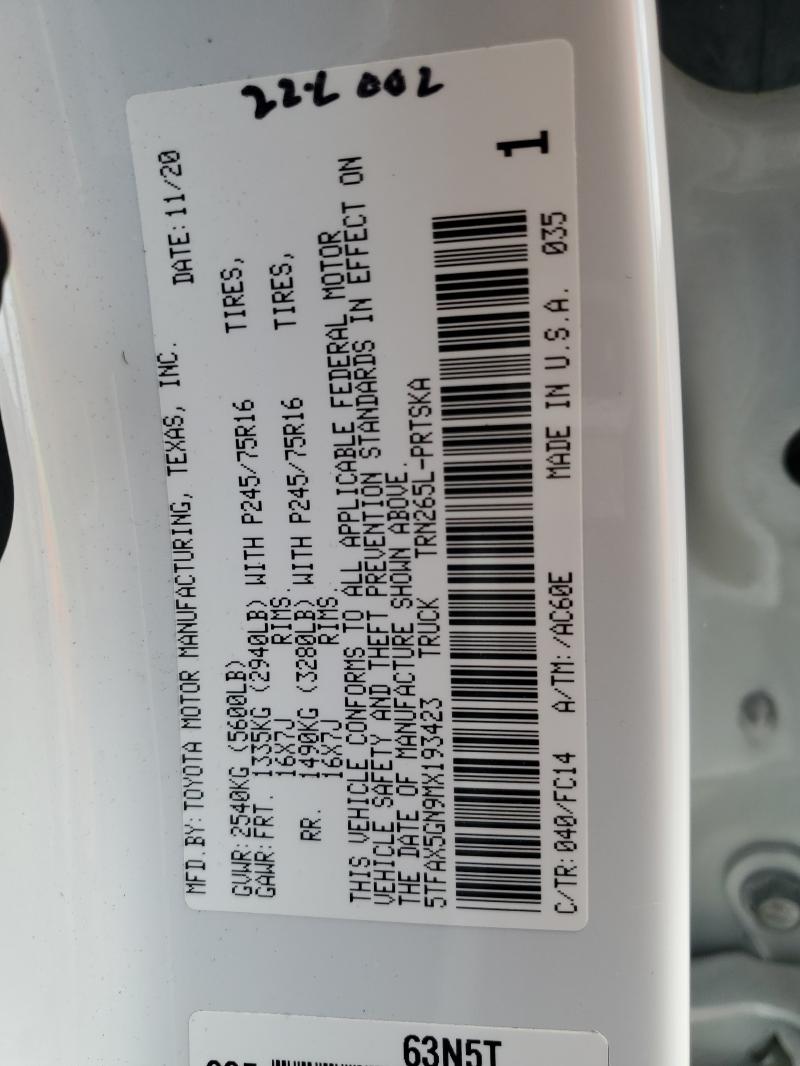 22-L 002
MFD.BY:TOYOTA MOTOR MANUFACTURING, TEXAS, INC. DATE:11/20
GVWR:2540KG (5600LB)
GAWR:FRT. 1335KG (2940LB) WITH P245/75R16 TIRES,
16X7J RIMS.
RR. 1490KG (3280LB) WITH P245/75R16 TIRES,
16X7J RIMS.
THIS VEHICLE CONFORMS TO ALL APPLICABLE FEDERAL MOTOR
VEHICLE SAFETY AND THEFT PREVENTION STANDARDS IN EFFECT ON
THE DATE OF MANUFACTURE SHOWN ABOVE.
5TFAX5GN9MX193423 TRUCK TRN265L-PRTSKA
1
C/TR:040/FC14 A/TM:/AC60E MADE IN U.S.A. 035
63N5T